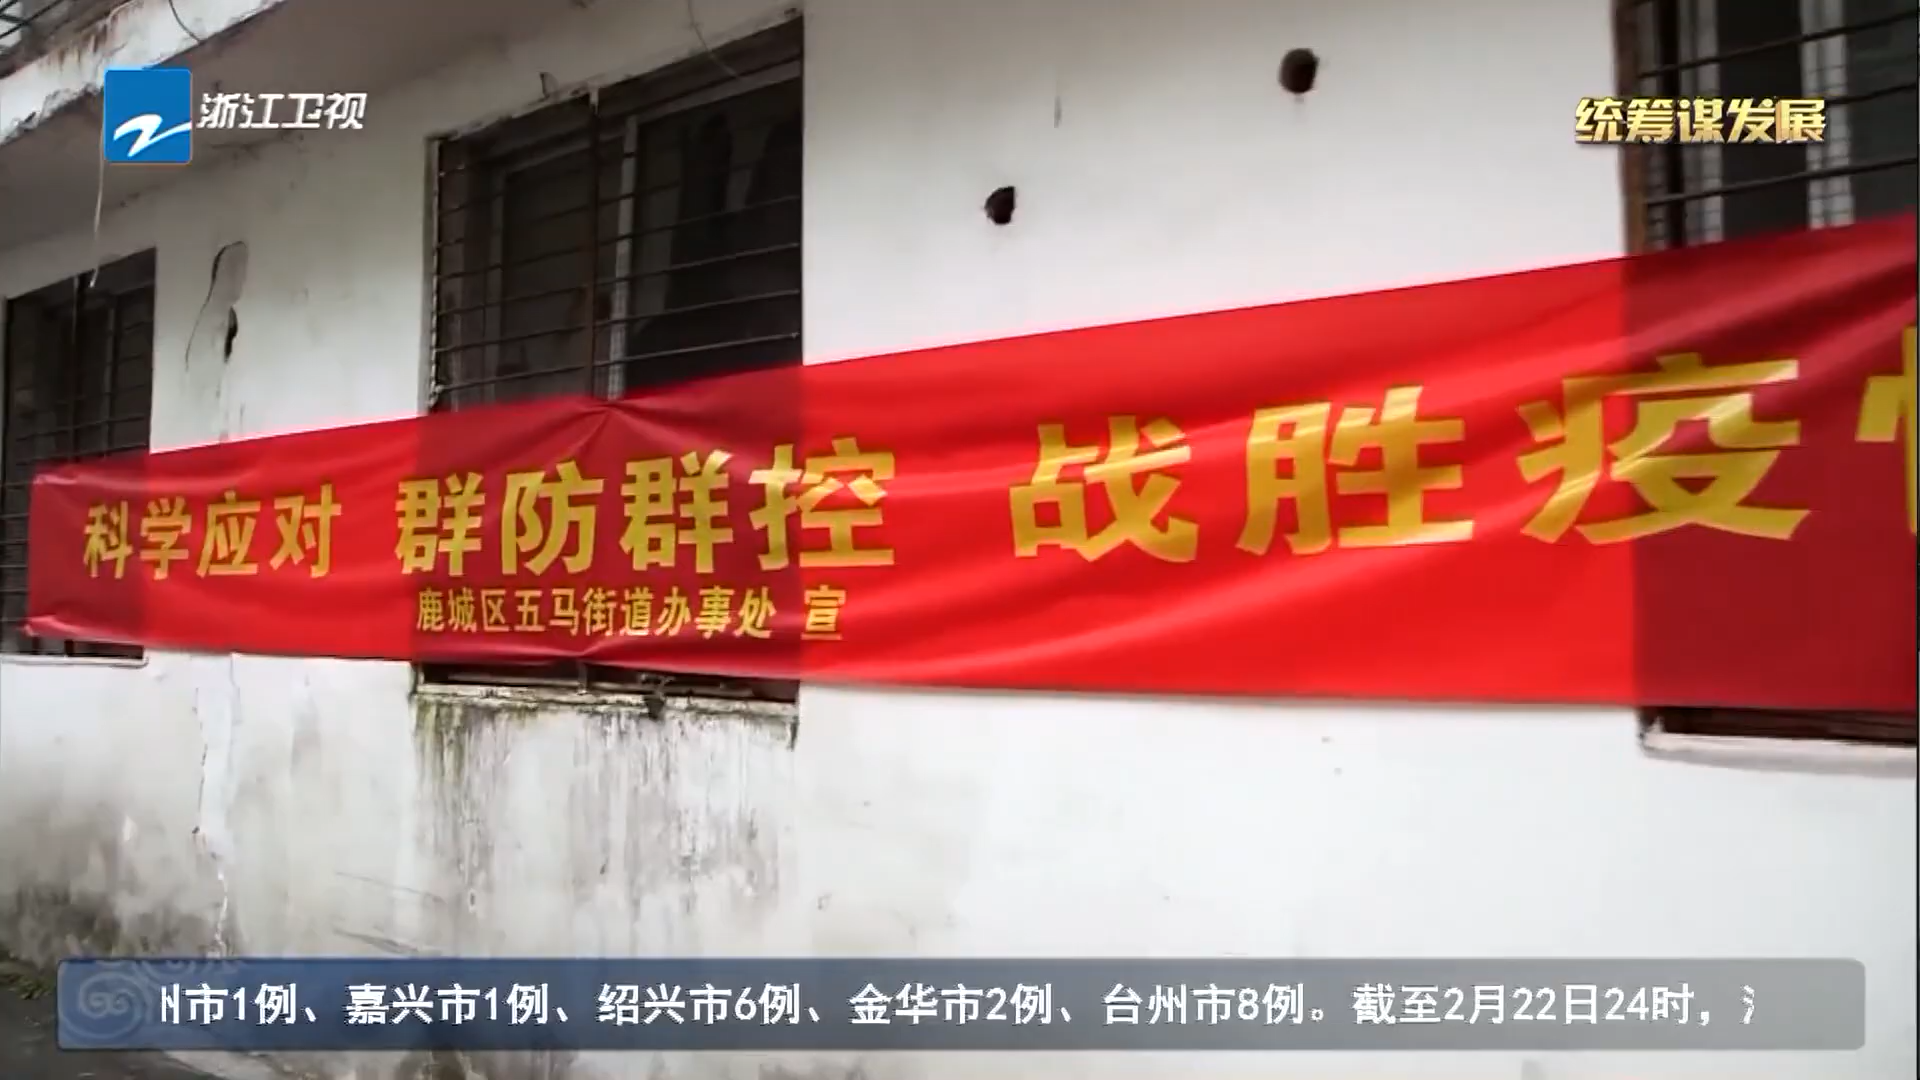 浙江卫视
统筹谋发展
科学应对 群防群控 战胜疫
鹿城区五马街道办事处 宣
州市1例、嘉兴市1例、绍兴市6例、金华市2例、台州市8例。截至2月22日24时，